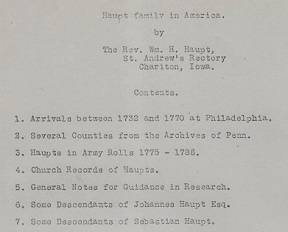 Haupt family in America.
by
The Rev. Wm. H. Haupt,
St. Andrew's Rectory
Chariton, Iowa.
Contents.
1. Arrivals between 1732 and 1770 at Philadelphia.
2. Several Counties from the Archives of Penn.
3. Haupts in Army Rolls 1775 - 1786.
4. Church Records of Haupts.
5. General Notes for Guidance in Research.
6. Some Descendants of Johannes Haupt Esq.
7. Some Descendants of Sebastian Haupt.